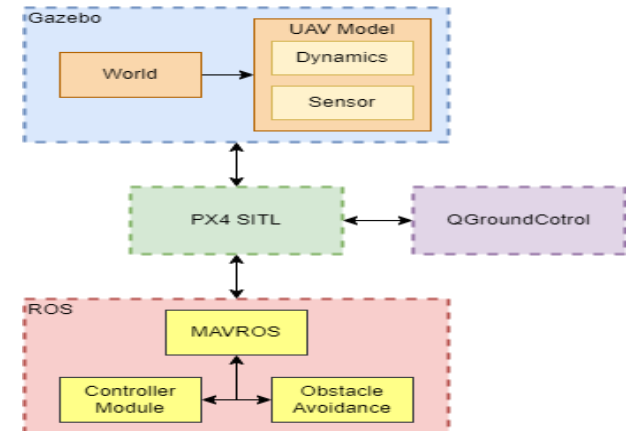 Gazebo
UAV Model
World
Dynamics
Sensor
PX4 SITL
QGroundCotrol
ROS
MAVROS
Controller
Module
Obstacle
Avoidance